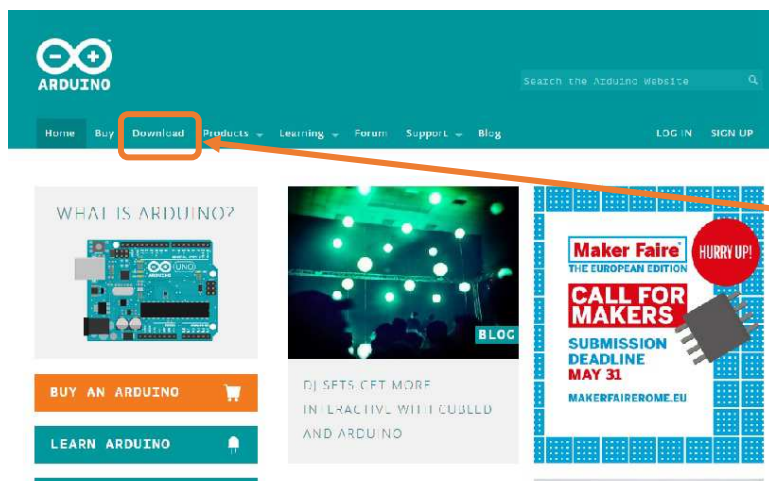 ARDUINO
Search the Arduino Website
Home Buy Download Products Learning Forum Support Blog LOG IN SIGN UP
WHAT IS ARDUINO?
UNO
ARDUINO
BUY AN ARDUINO
LEARN ARDUINO
BLOG
DJ SETS GET MORE
INTERACTIVE WITH CUBLED
AND ARDUINO
Maker Faire
THE EUROPEAN EDITION
HURRY UP!
CALL FOR
MAKERS
SUBMISSION
DEADLINE
MAY 31
MAKERFAIREROME.EU